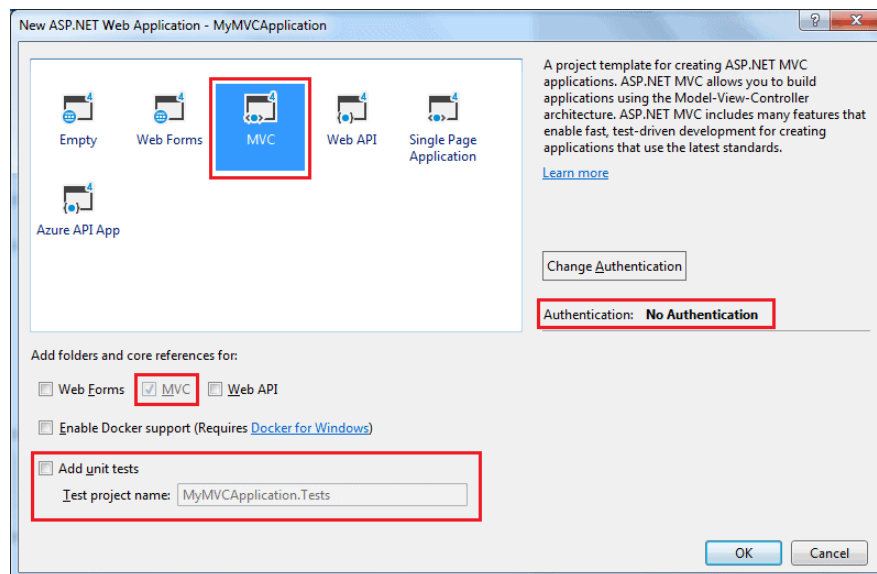 New ASP.NET Web Application - MyMVCApplication
Empty
Web Forms
MVC
Web API
Single Page
Application
Azure API App
A project template for creating ASP.NET MVC
applications. ASP.NET MVC allows you to build
applications using the Model-View-Controller
architecture. ASP.NET MVC includes many features that
enable fast, test-driven development for creating
applications that use the latest standards.
Learn more
Change Authentication
Authentication: No Authentication
Add folders and core references for:
Web Forms MVC Web API
Enable Docker support (Requires Docker for Windows)
Add unit tests
Test project name: MyMVCApplication.Tests
OK Cancel